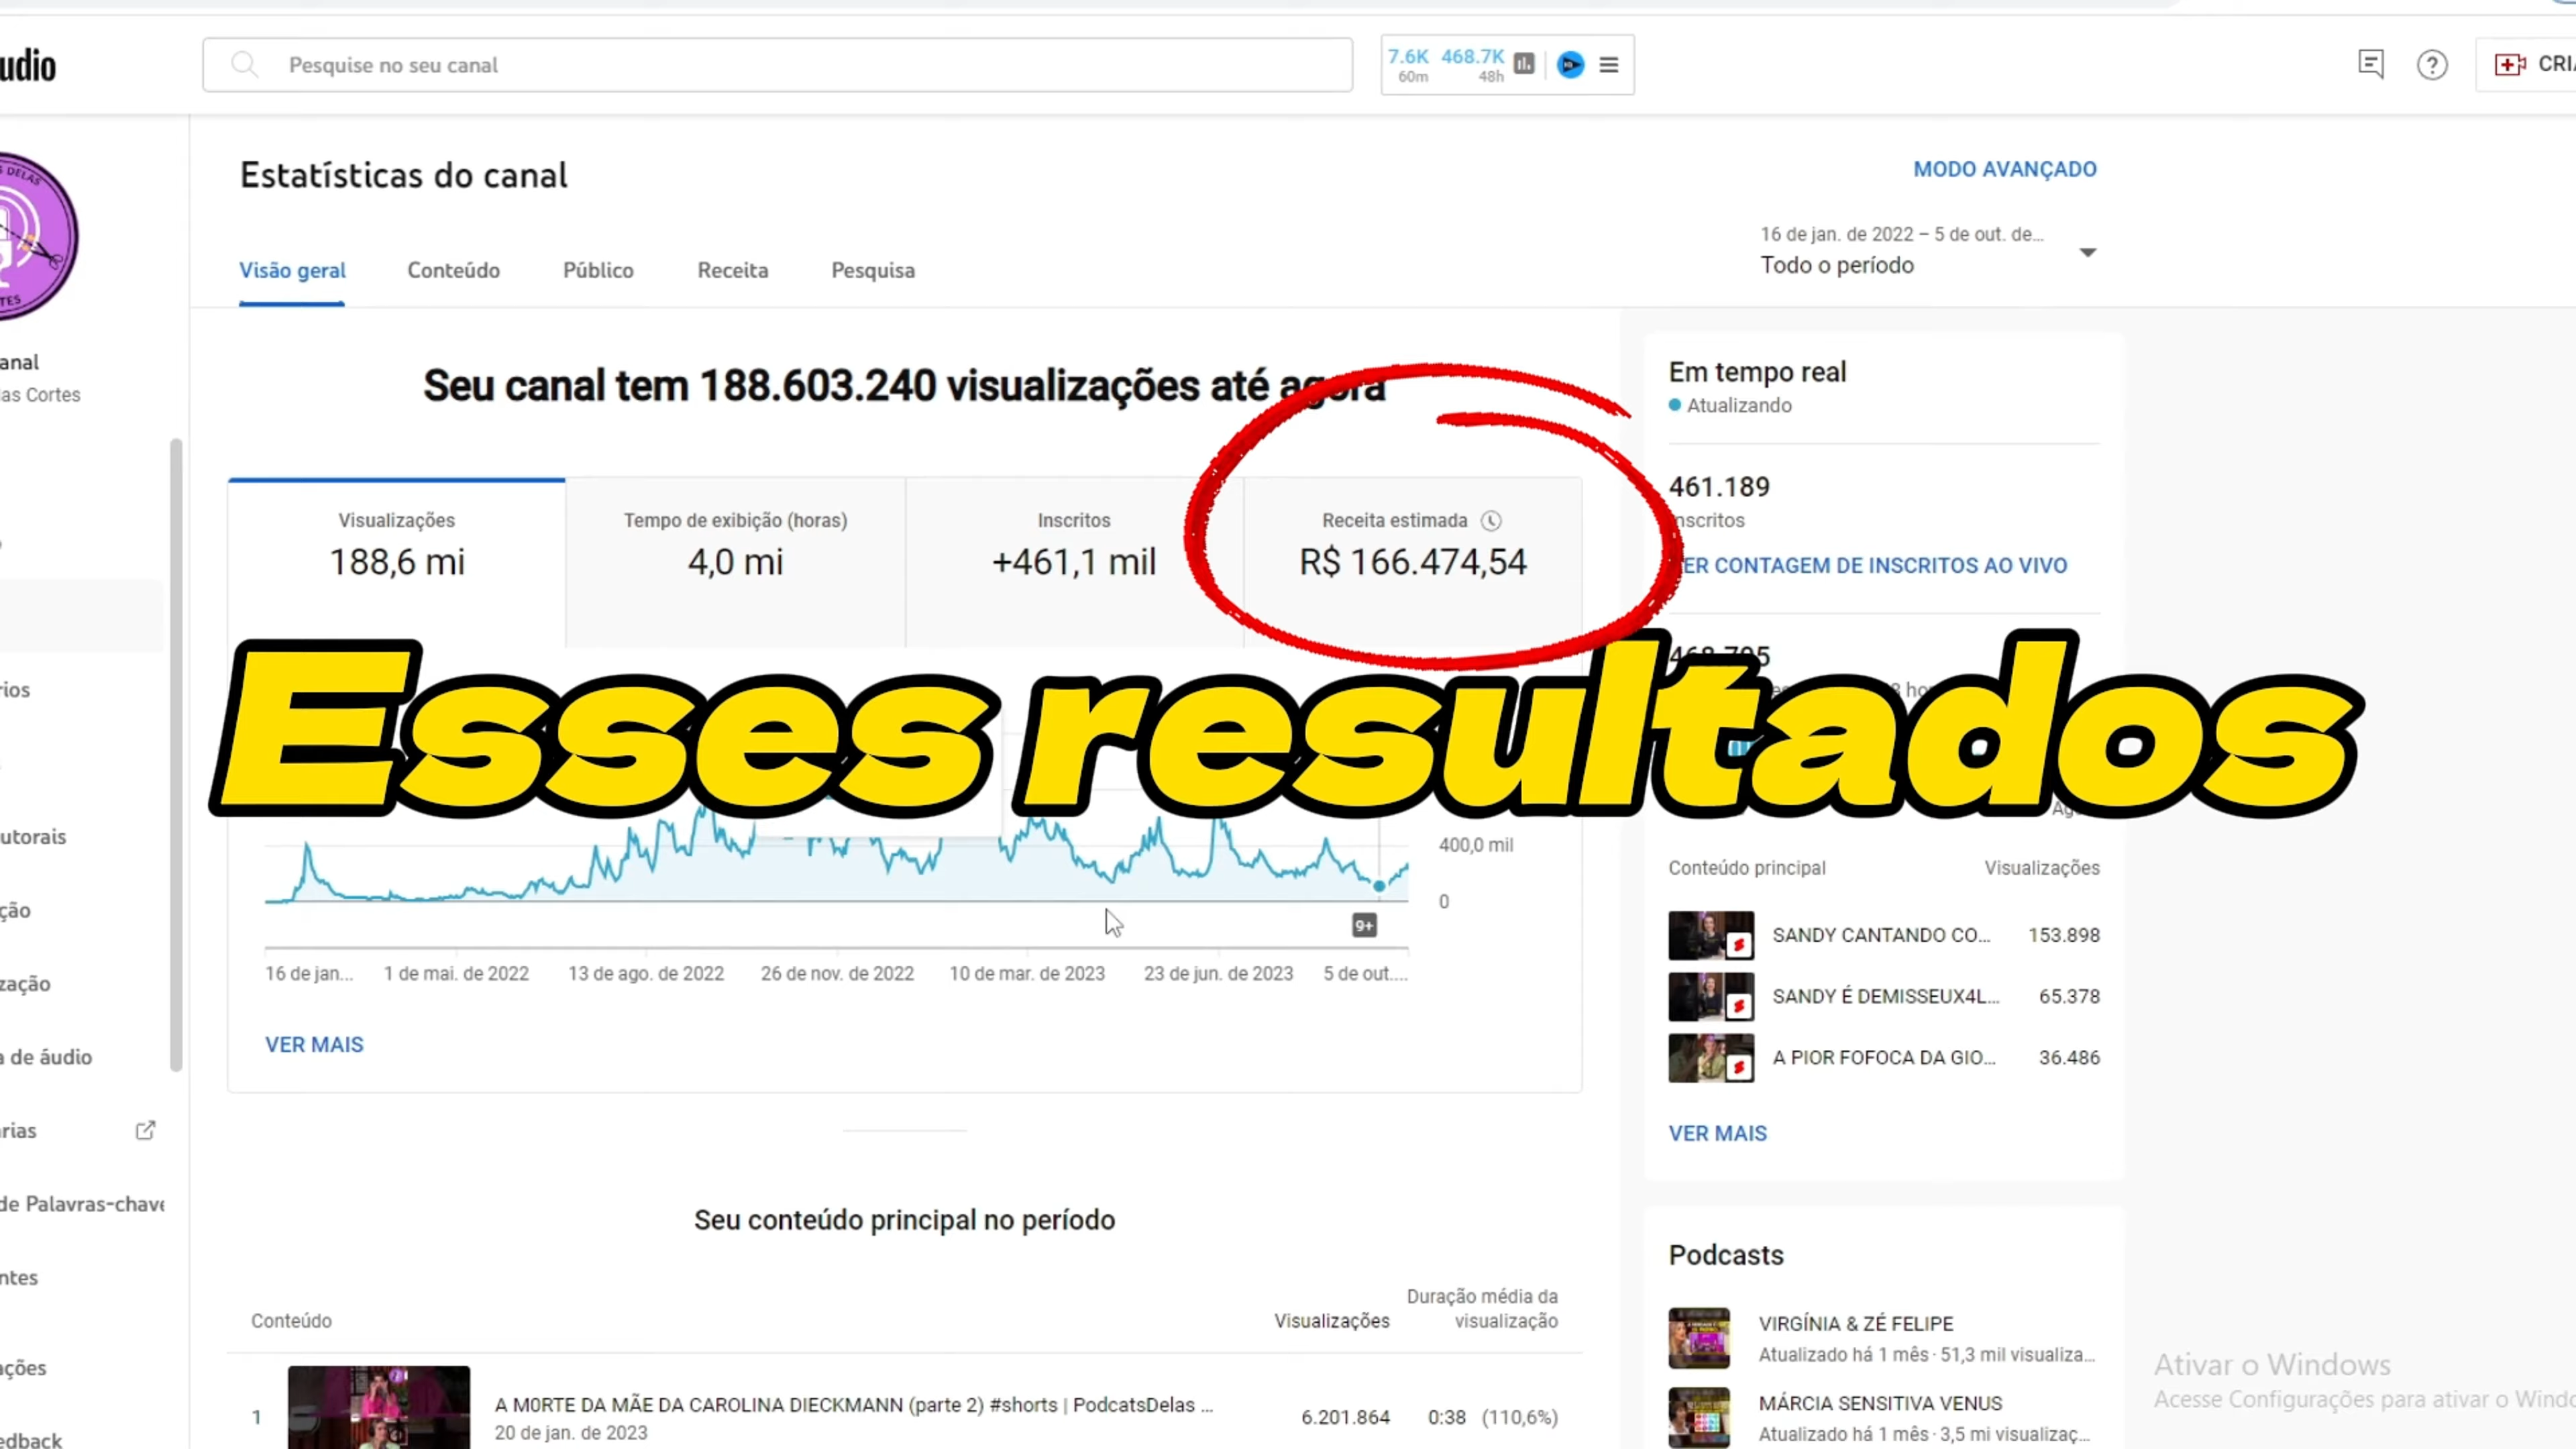 udio
Pesquise no seu canal
7.6K 468.7K
60m 48h
CRIA
Estatísticas do canal
MODO AVANÇADO
16 de jan. de 2022 – 5 de out. de...
Todo o período
Visão geral
Conteúdo
Público
Receita
Pesquisa
S DELAS
TES
anal
as Cortes
Seu canal tem 188.603.240 visualizações até agora
Visualizações
188,6 mi
Tempo de exibição (horas)
4,0 mi
Inscritos
+461,1 mil
Receita estimada
R$ 166.474,54
Em tempo real
Atualizando
461.189
nscritos
ER CONTAGEM DE INSCRITOS AO VIVO
Esses resultados
400,0 mil
0
9+
16 de jan...
1 de mai. de 2022
13 de ago. de 2022
26 de nov. de 2022
10 de mar. de 2023
23 de jun. de 2023
5 de out....
VER MAIS
Conteúdo principal
Visualizações
SANDY CANTANDO CO... 153.898
SANDY É DEMISSEUX4L... 65.378
A PIOR FOFOCA DA GIO... 36.486
VER MAIS
rios
utorais
ção
zação
a de áudio
rias
de Palavras-chave
ntes
ações
edback
Seu conteúdo principal no período
Conteúdo
Visualizações
Duração média da
visualização
1
A MORTE DA MÃE DA CAROLINA DIECKMANN (parte 2) #shorts | PodcatsDelas ...
20 de jan. de 2023
6.201.864
0:38 (110,6%)
Podcasts
VIRGÍNIA & ZÉ FELIPE
Atualizado há 1 mês · 51,3 mil visualiza...
MÁRCIA SENSITIVA VENUS
Atualizado há 1 mês · 3,5 mi visualizaç...
Ativar o Windows
Acesse Configurações para ativar o Windo